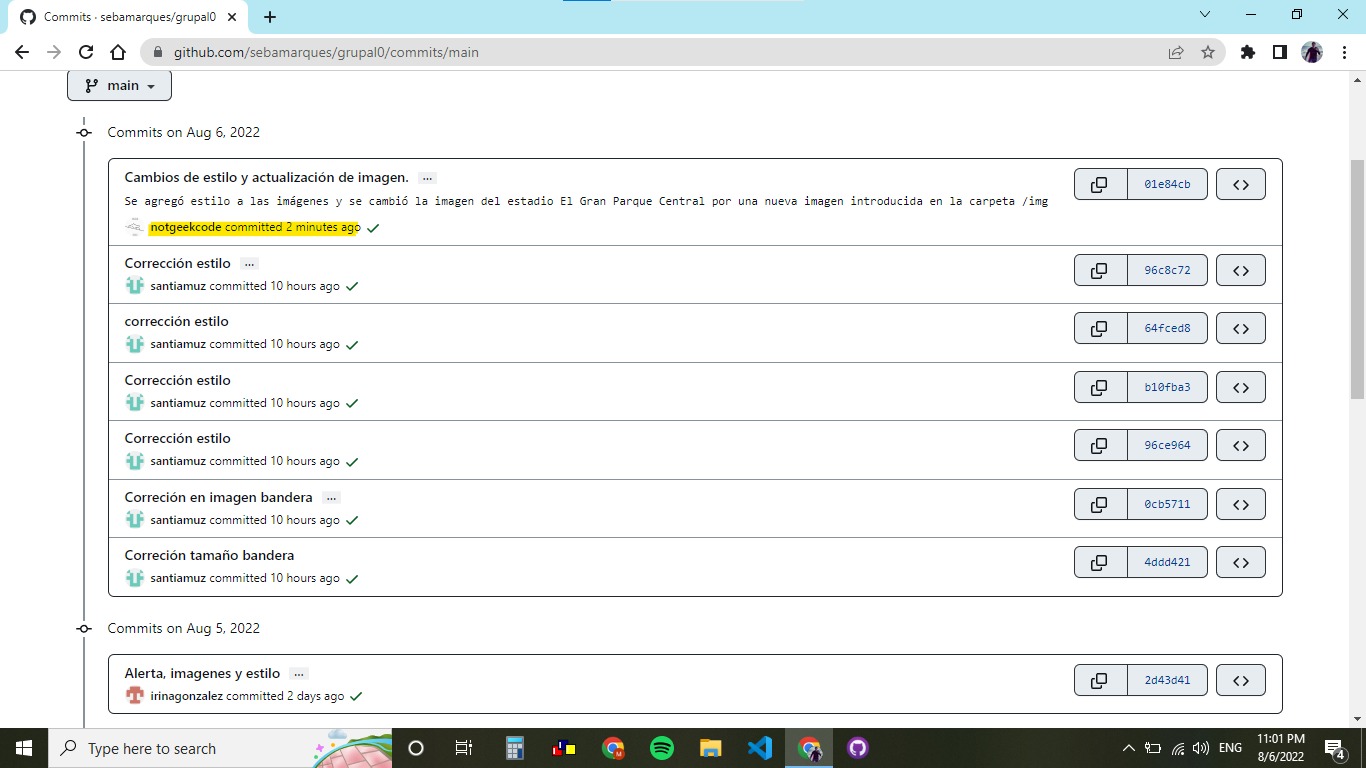 Commits · sebamarques/grupal0
github.com/sebamarques/grupal0/commits/main
main
Commits on Aug 6, 2022
Cambios de estilo y actualización de imagen. ...
01e84cb
Se agregó estilo a las imágenes y se cambió la imagen del estadio El Gran Parque Central por una nueva imagen introducida en la carpeta /img
notgeekcode committed 2 minutes ago
Corrección estilo ...
96c8c72
santiamuz committed 10 hours ago
corrección estilo
64fced8
santiamuz committed 10 hours ago
Corrección estilo
b10fba3
santiamuz committed 10 hours ago
Corrección estilo
96ce964
santiamuz committed 10 hours ago
Correción en imagen bandera ...
0cb5711
santiamuz committed 10 hours ago
Correción tamaño bandera
4ddd421
santiamuz committed 10 hours ago
Commits on Aug 5, 2022
Alerta, imagenes y estilo ...
2d43d41
irinagonzalez committed 2 days ago
Type here to search
ENG
11:01 PM
8/6/2022
4